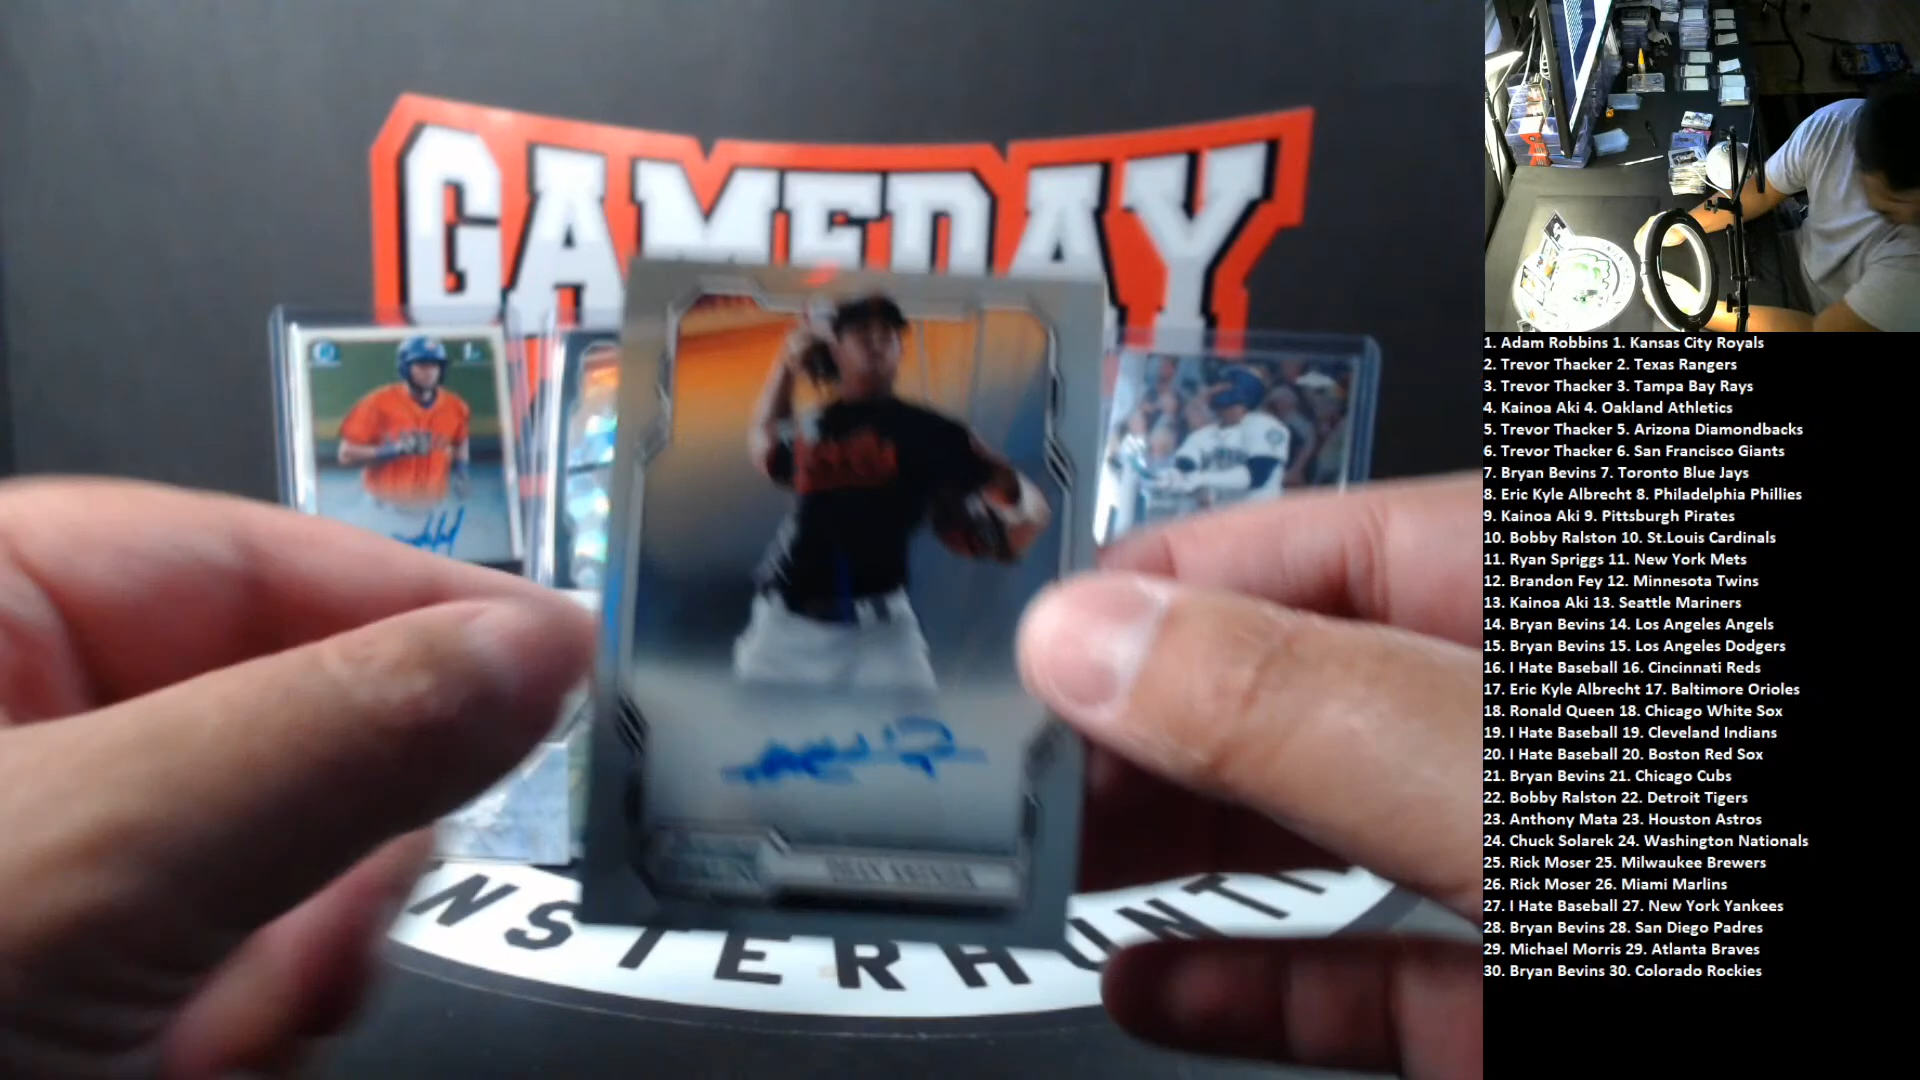 GAMEDAY
NSTERHUNT
1. Adam Robbins 1. Kansas City Royals
2. Trevor Thacker 2. Texas Rangers
3. Trevor Thacker 3. Tampa Bay Rays
4. Kainoa Aki 4. Oakland Athletics
5. Trevor Thacker 5. Arizona Diamondbacks
6. Trevor Thacker 6. San Francisco Giants
7. Bryan Bevins 7. Toronto Blue Jays
8. Eric Kyle Albrecht 8. Philadelphia Phillies
9. Kainoa Aki 9. Pittsburgh Pirates
10. Bobby Ralston 10. St.Louis Cardinals
11. Ryan Spriggs 11. New York Mets
12. Brandon Fey 12. Minnesota Twins
13. Kainoa Aki 13. Seattle Mariners
14. Bryan Bevins 14. Los Angeles Angels
15. Bryan Bevins 15. Los Angeles Dodgers
16. I Hate Baseball 16. Cincinnati Reds
17. Eric Kyle Albrecht 17. Baltimore Orioles
18. Ronald Queen 18. Chicago White Sox
19. I Hate Baseball 19. Cleveland Indians
20. I Hate Baseball 20. Boston Red Sox
21. Bryan Bevins 21. Chicago Cubs
22. Bobby Ralston 22. Detroit Tigers
23. Anthony Mata 23. Houston Astros
24. Chuck Solarek 24. Washington Nationals
25. Rick Moser 25. Milwaukee Brewers
26. Rick Moser 26. Miami Marlins
27. I Hate Baseball 27. New York Yankees
28. Bryan Bevins 28. San Diego Padres
29. Michael Morris 29. Atlanta Braves
30. Bryan Bevins 30. Colorado Rockies